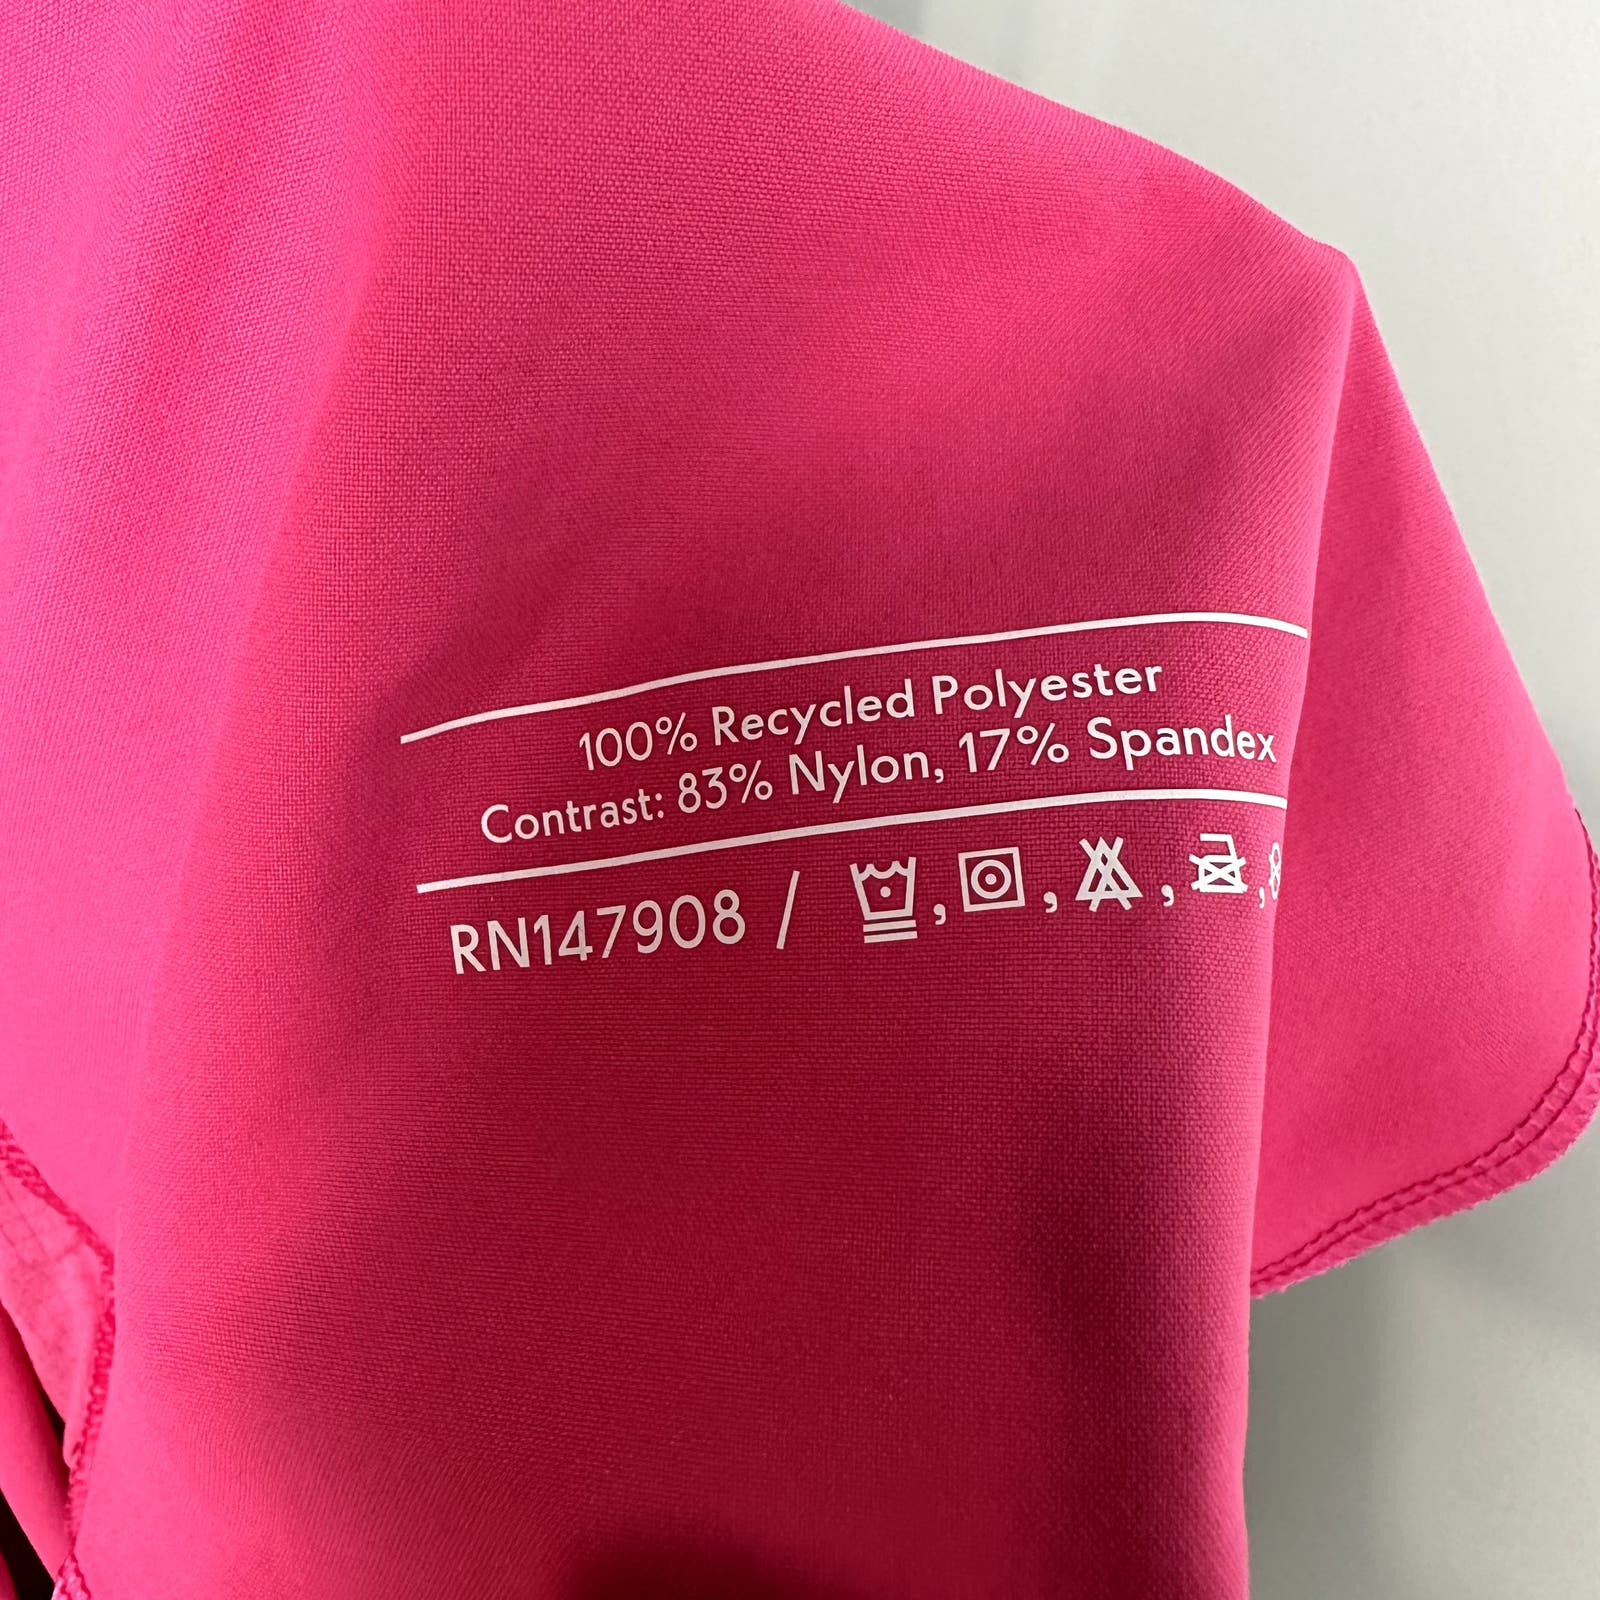 100% Recycled Polyester
Contrast: 83% Nylon, 17% Spandex
RN147908 /